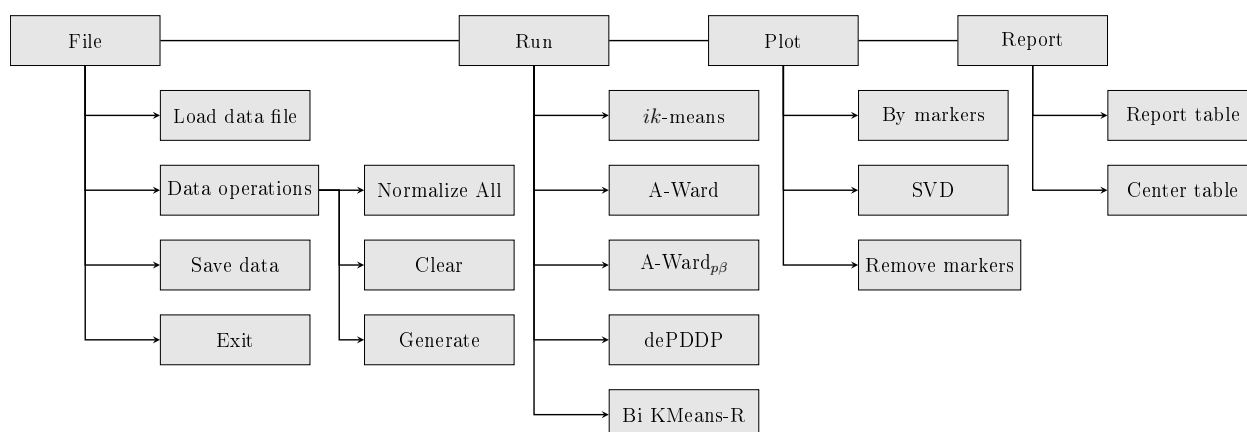 File
Run
Plot
Report
Load data file
ik-means
By markers
Report table
Data operations
Normalize All
A-Ward
SVD
Center table
Save data
Clear
A-Wardpβ
Remove markers
Exit
Generate
dePDDP
Bi KMeans-R